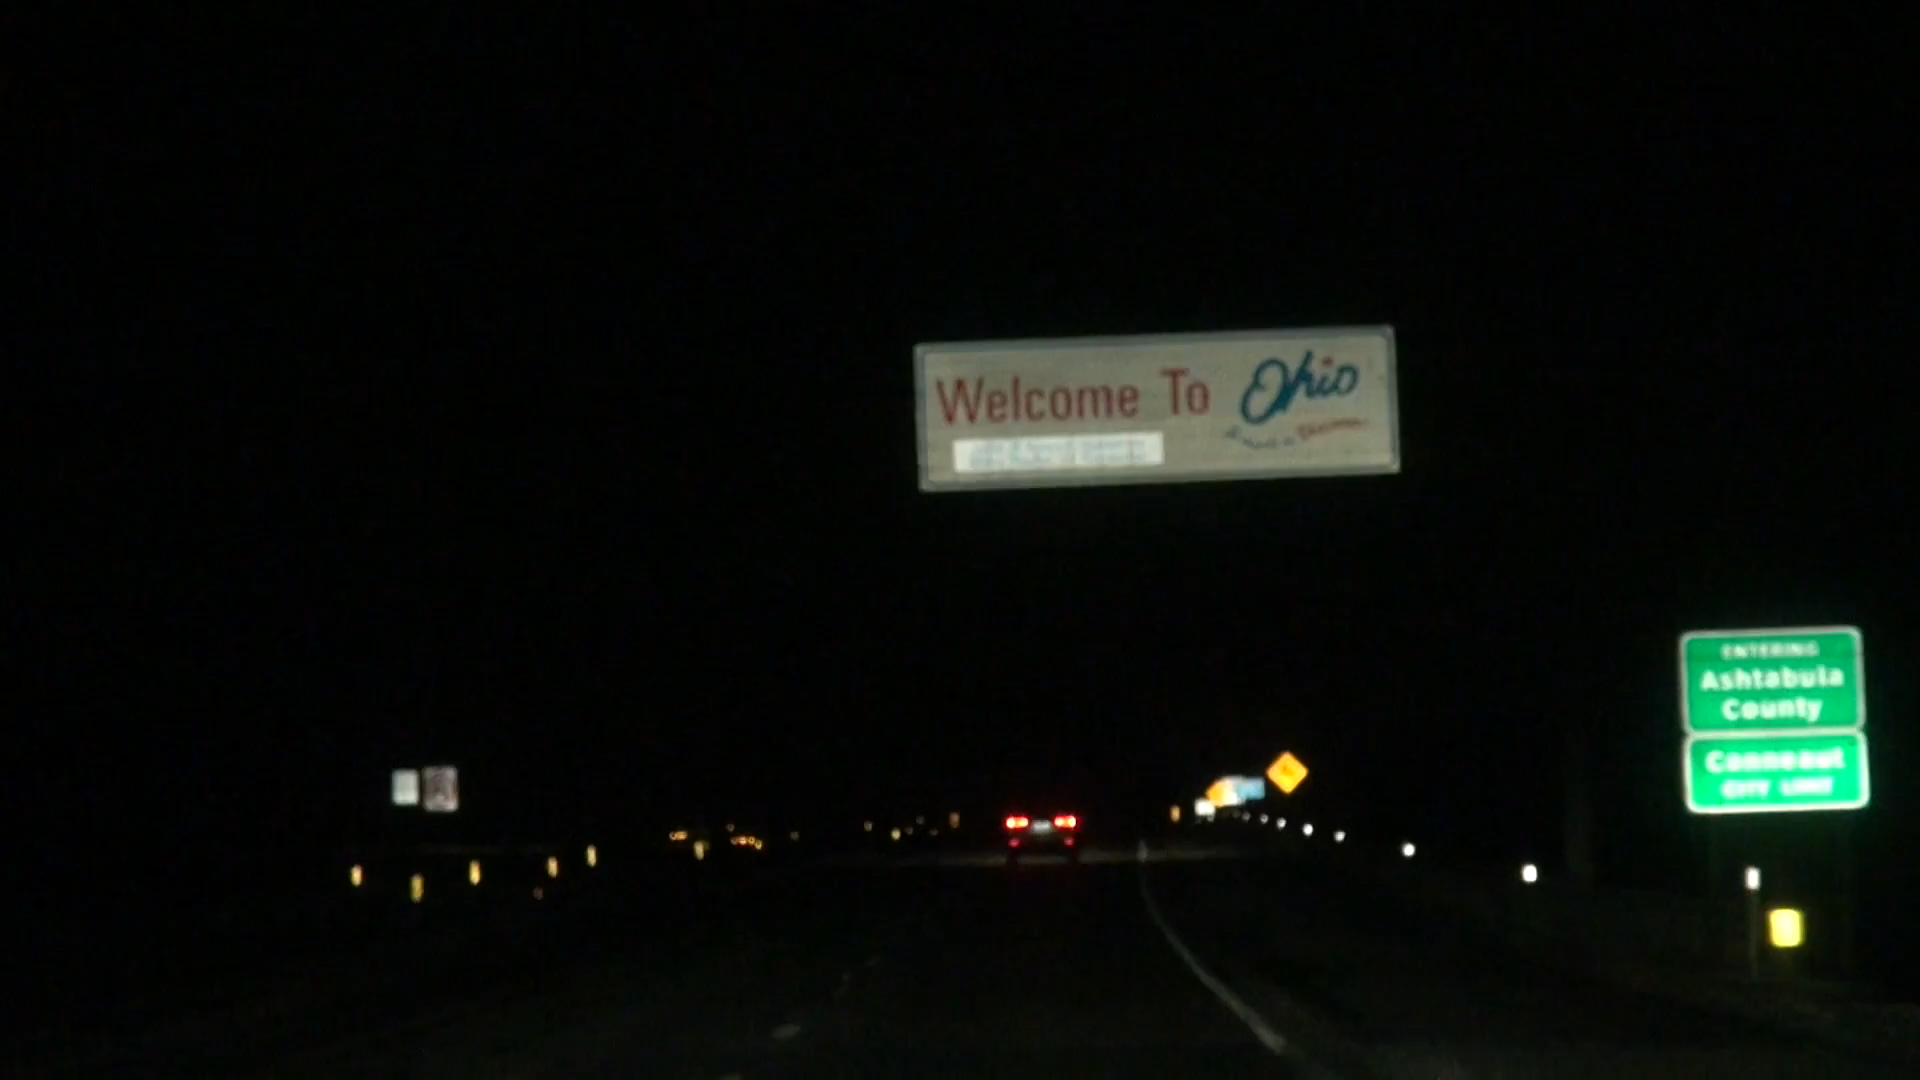 Welcome To Ohio
ENTERING
Ashtabula
County
Conneaut
CITY LIMIT